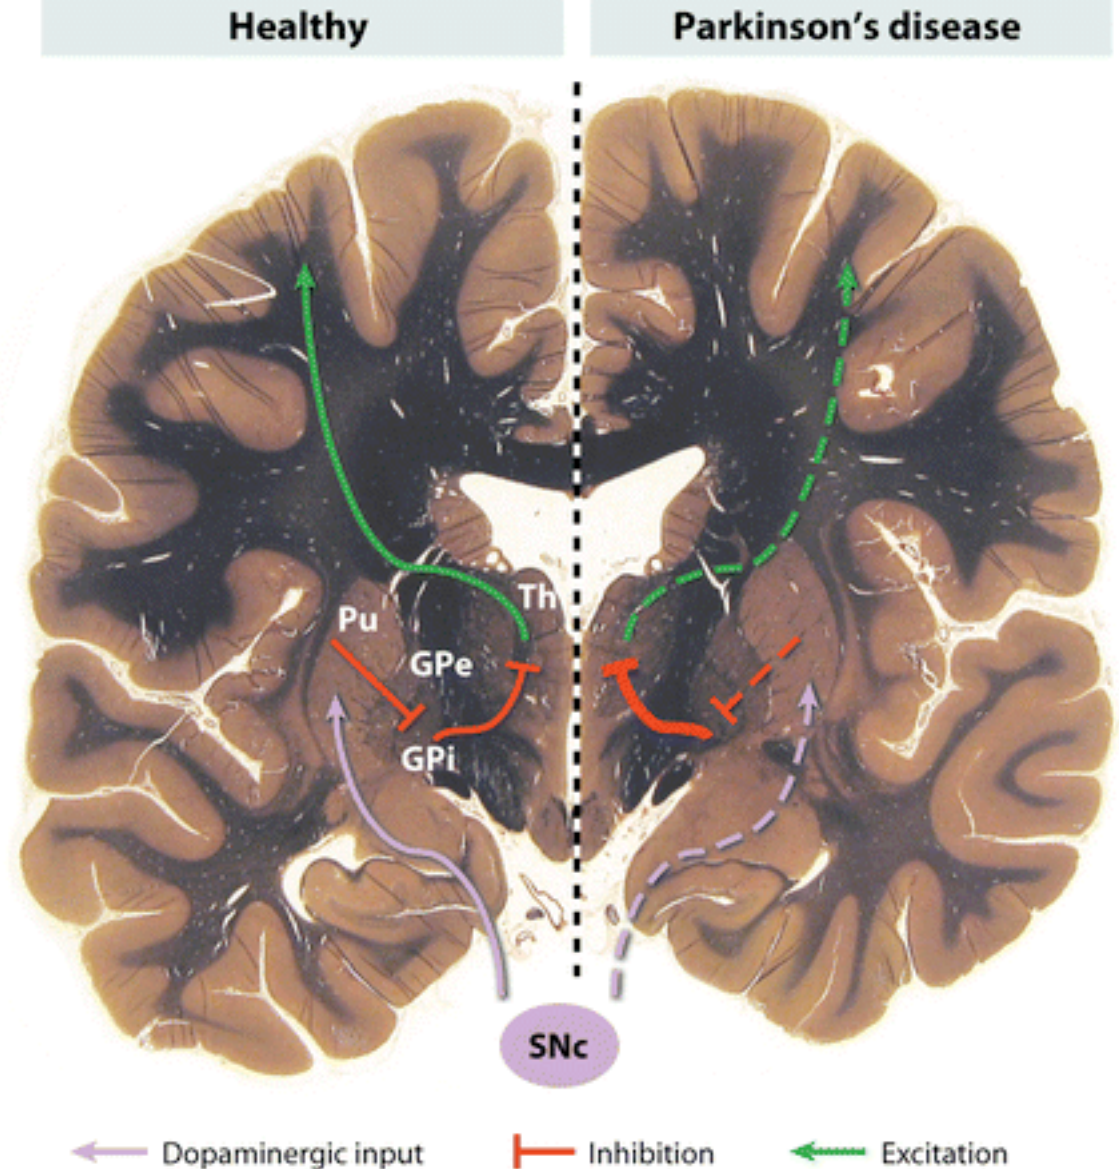 Healthy
Parkinson's disease
Th
Pu
GPe
GPi
SNc
Dopaminergic input
Inhibition
Excitation